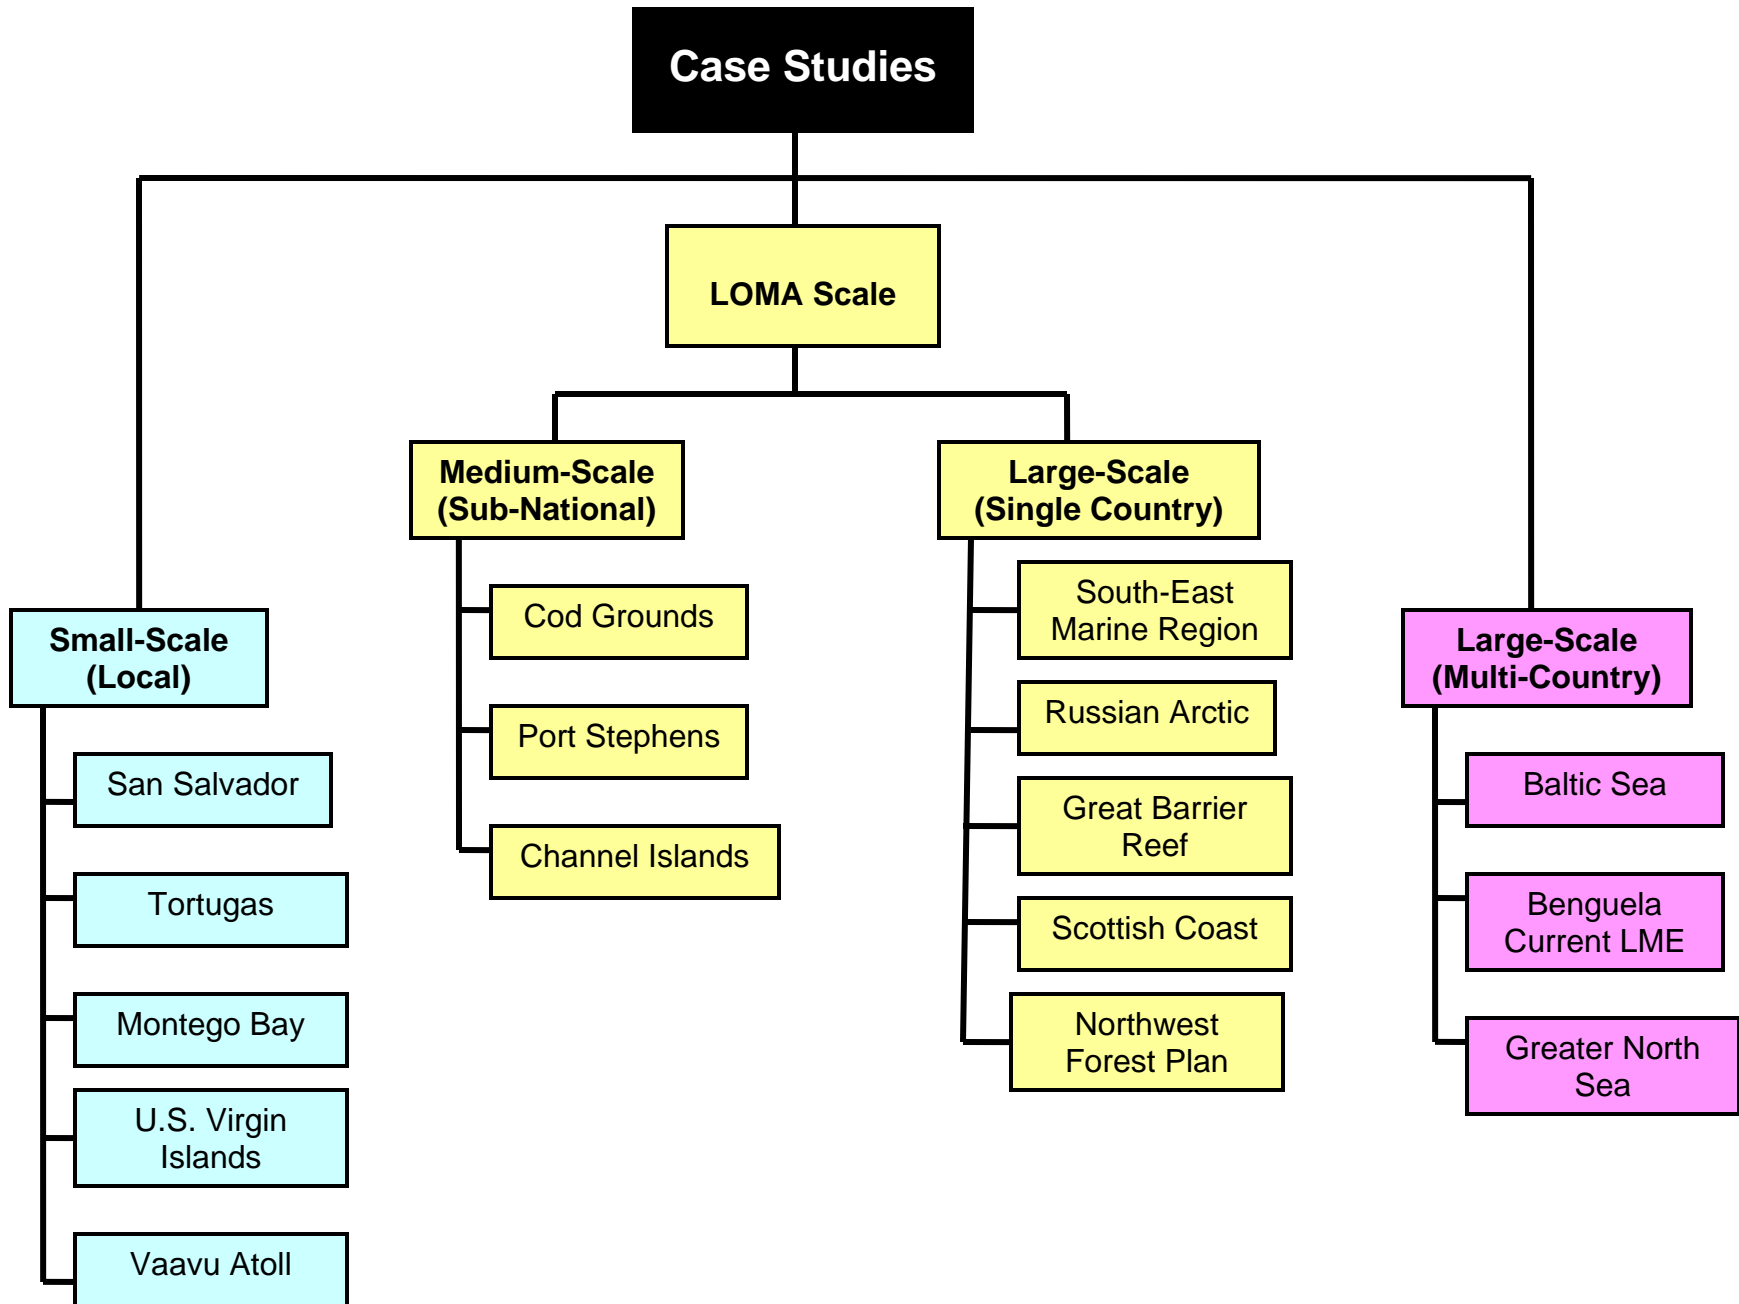 Case Studies
LOMA Scale
Medium-Scale
(Sub-National)
Large-Scale
(Single Country)
Small-Scale
(Local)
Large-Scale
(Multi-Country)
San Salvador
Tortugas
Montego Bay
U.S. Virgin
Islands
Vaavu Atoll
Cod Grounds
Port Stephens
Channel Islands
South-East
Marine Region
Russian Arctic
Great Barrier
Reef
Scottish Coast
Northwest
Forest Plan
Baltic Sea
Benguela
Current LME
Greater North
Sea